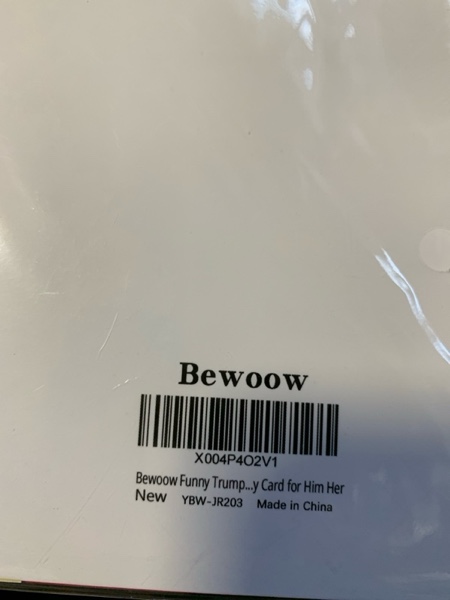 Bewoow
X004P4O2V1
Bewoow Funny Trump...y Card for Him Her
New YBW-JR203 Made in China